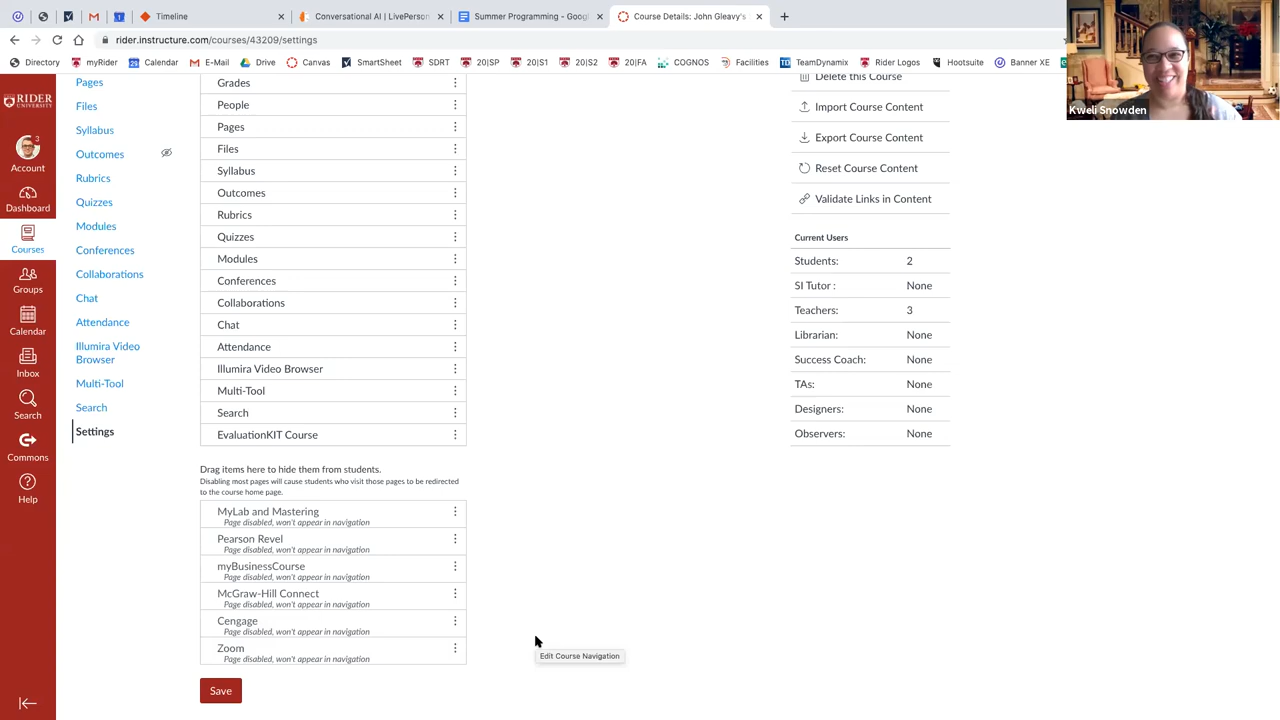 Timeline
Conversational AI | LivePerson
Summer Programming - Googl
Course Details: John Gleavy's
rider.instructure.com/courses/43209/settings
Directory
myRider
Calendar
E-Mail
Drive
Canvas
SmartSheet
SDRT
20|SP
20|S1
20|S2
20|FA
COGNOS
Facilities
TeamDynamix
Rider Logos
Hootsuite
Banner XE
Kweli Snowden
RIDER
UNIVERSITY
3
Account
Dashboard
Courses
Groups
Calendar
Inbox
Search
Commons
Help
Pages
Files
Syllabus
Outcomes
Rubrics
Quizzes
Modules
Conferences
Collaborations
Chat
Attendance
Illumira Video
Browser
Multi-Tool
Search
Settings
Grades
People
Pages
Files
Syllabus
Outcomes
Rubrics
Quizzes
Modules
Conferences
Collaborations
Chat
Attendance
Illumira Video Browser
Multi-Tool
Search
EvaluationKIT Course
Drag items here to hide them from students.
Disabling most pages will cause students who visit those pages to be redirected
to the course home page.
MyLab and Mastering
Page disabled, won't appear in navigation
Pearson Revel
Page disabled, won't appear in navigation
myBusinessCourse
Page disabled, won't appear in navigation
McGraw-Hill Connect
Page disabled, won't appear in navigation
Cengage
Page disabled, won't appear in navigation
Zoom
Page disabled, won't appear in navigation
Save
Edit Course Navigation
Delete this Course
Import Course Content
Export Course Content
Reset Course Content
Validate Links in Content
Current Users
Students: 2
SI Tutor : None
Teachers: 3
Librarian: None
Success Coach: None
TAs: None
Designers: None
Observers: None